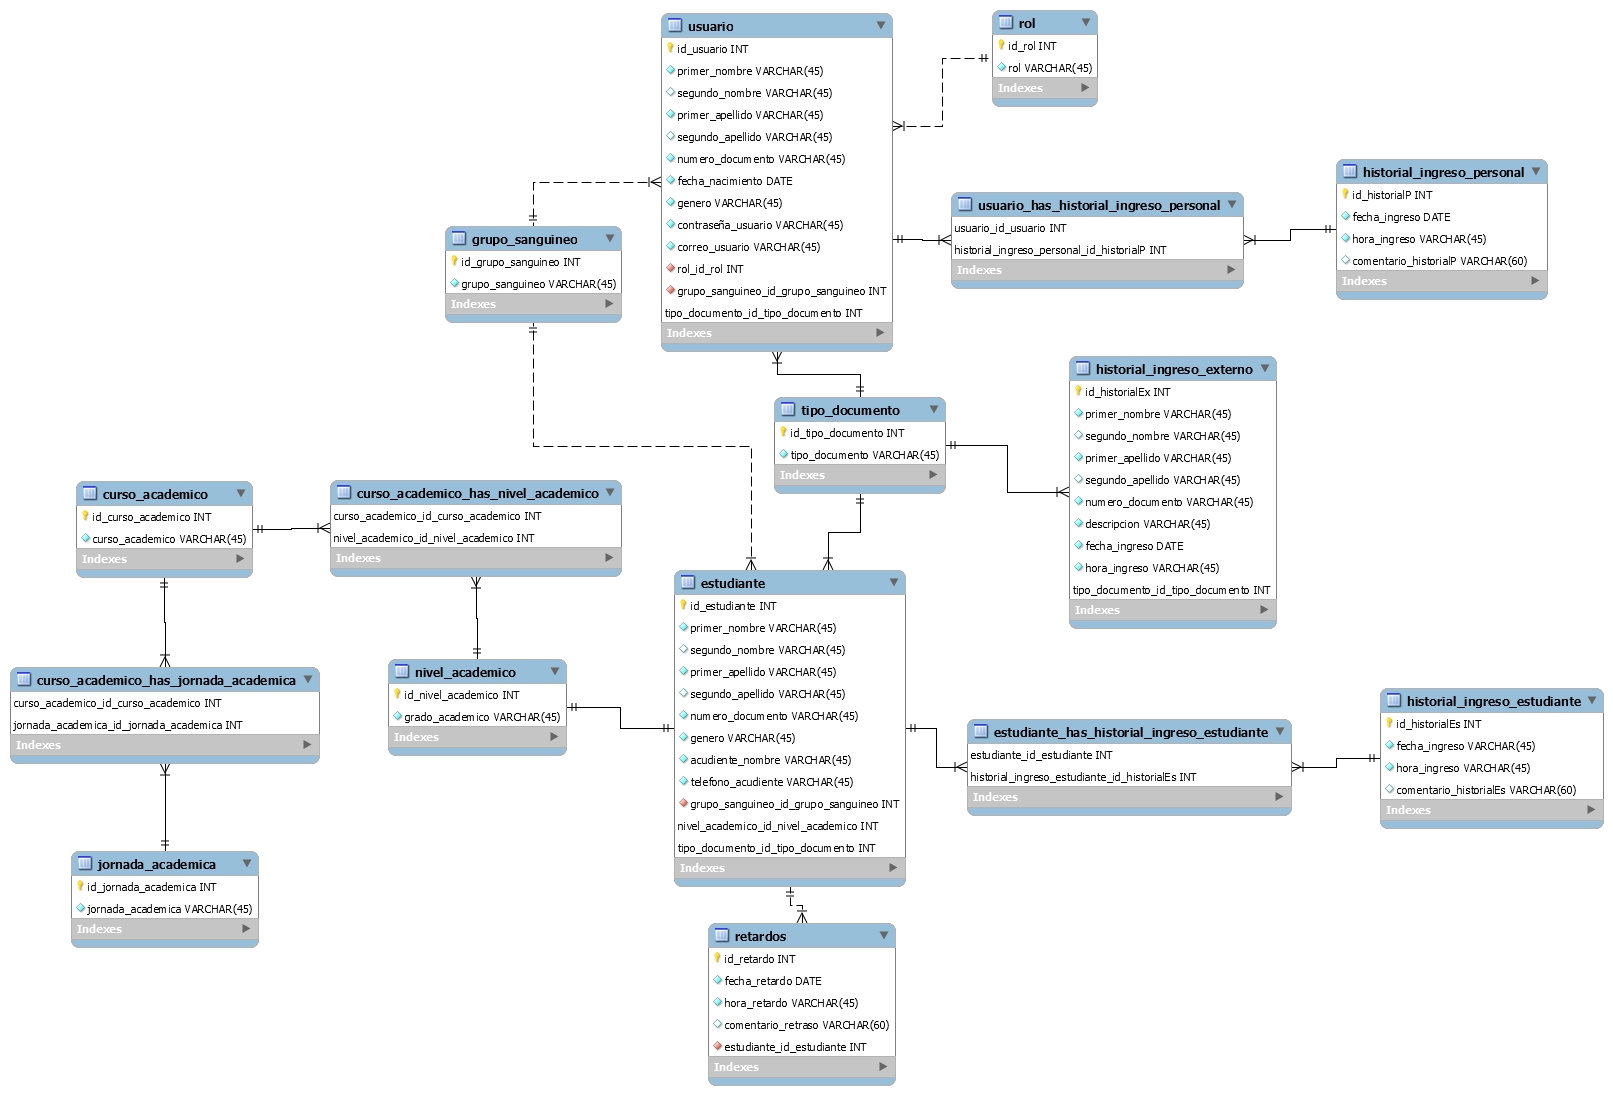 usuario
id_usuario INT
primer_nombre VARCHAR(45)
segundo_nombre VARCHAR(45)
primer_apellido VARCHAR(45)
segundo_apellido VARCHAR(45)
numero_documento VARCHAR(45)
fecha_nacimiento DATE
genero VARCHAR(45)
contraseña_usuario VARCHAR(45)
correo_usuario VARCHAR(45)
rol_id_rol INT
grupo_sanguineo_id_grupo_sanguineo INT
tipo_documento_id_tipo_documento INT
Indexes
rol
id_rol INT
rol VARCHAR(45)
Indexes
historial_ingreso_personal
id_historialP INT
fecha_ingreso DATE
hora_ingreso VARCHAR(45)
comentario_historialP VARCHAR(60)
Indexes
usuario_has_historial_ingreso_personal
usuario_id_usuario INT
historial_ingreso_personal_id_historialP INT
Indexes
grupo_sanguineo
id_grupo_sanguineo INT
grupo_sanguineo VARCHAR(45)
Indexes
historial_ingreso_externo
id_historialEx INT
primer_nombre VARCHAR(45)
segundo_nombre VARCHAR(45)
primer_apellido VARCHAR(45)
segundo_apellido VARCHAR(45)
numero_documento VARCHAR(45)
descripcion VARCHAR(45)
fecha_ingreso DATE
hora_ingreso VARCHAR(45)
tipo_documento_id_tipo_documento INT
Indexes
tipo_documento
id_tipo_documento INT
tipo_documento VARCHAR(45)
Indexes
curso_academico
id_curso_academico INT
curso_academico VARCHAR(45)
Indexes
curso_academico_has_nivel_academico
curso_academico_id_curso_academico INT
nivel_academico_id_nivel_academico INT
Indexes
estudiante
id_estudiante INT
primer_nombre VARCHAR(45)
segundo_nombre VARCHAR(45)
primer_apellido VARCHAR(45)
segundo_apellido VARCHAR(45)
numero_documento VARCHAR(45)
genero VARCHAR(45)
acudiente_nombre VARCHAR(45)
telefono_acudiente VARCHAR(45)
grupo_sanguineo_id_grupo_sanguineo INT
nivel_academico_id_nivel_academico INT
tipo_documento_id_tipo_documento INT
Indexes
curso_academico_has_jornada_academica
curso_academico_id_curso_academico INT
jornada_academica_id_jornada_academica INT
Indexes
nivel_academico
id_nivel_academico INT
grado_academico VARCHAR(45)
Indexes
estudiante_has_historial_ingreso_estudiante
estudiante_id_estudiante INT
historial_ingreso_estudiante_id_historialEs INT
Indexes
historial_ingreso_estudiante
id_historialEs INT
fecha_ingreso VARCHAR(45)
hora_ingreso VARCHAR(45)
comentario_historialEs VARCHAR(60)
Indexes
jornada_academica
id_jornada_academica INT
jornada_academica VARCHAR(45)
Indexes
retardos
id_retardo INT
fecha_retardo DATE
hora_retardo VARCHAR(45)
comentario_retraso VARCHAR(60)
estudiante_id_estudiante INT
Indexes